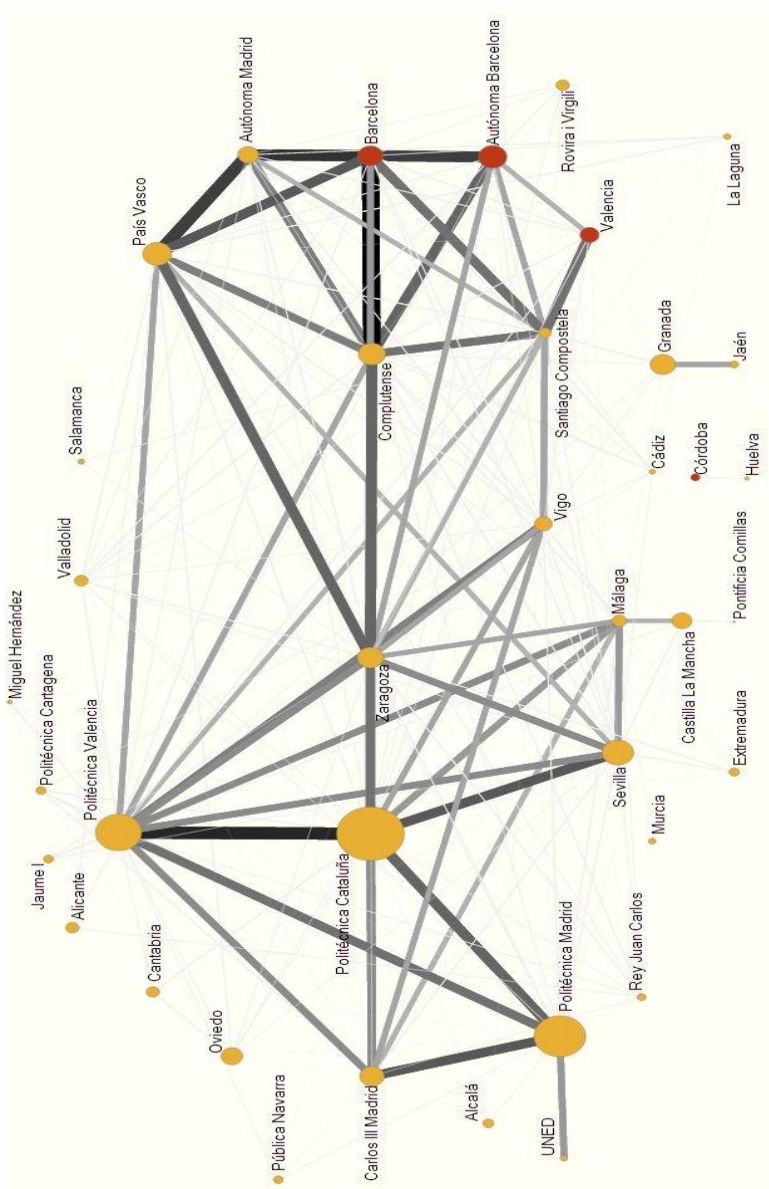 Autónoma Madrid
Barcelona
Autónoma Barcelona
Rovira i Virgili
La Laguna
País Vasco
Valencia
Complutense
Santiago Compostela
Granada
Jaén
Salamanca
Cádiz
Córdoba
Huelva
Valladolid
Vigo
Málaga
Pontificia Comillas
Miguel Hernández
Politécnica Cartagena
Politécnica Valencia
Zaragoza
Castilla La Mancha
Sevilla
Extremadura
Jaume I
Alicante
Politécnica Cataluña
Murcia
Cantabria
Oviedo
Politécnica Madrid
Rey Juan Carlos
Pública Navarra
Carlos III Madrid
Alcalá
UNED